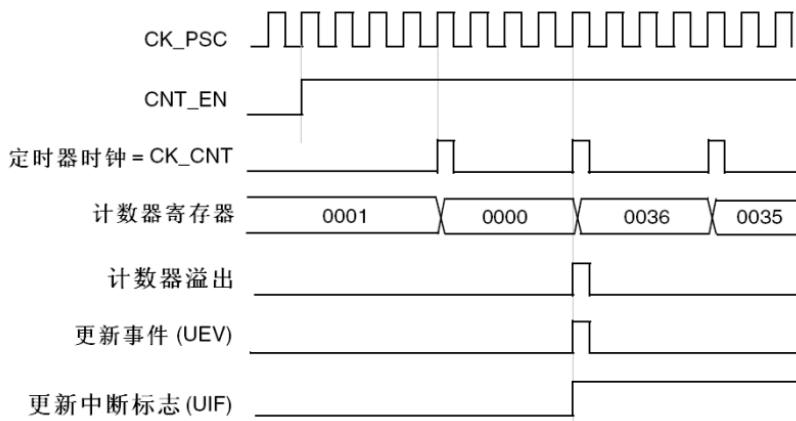 CK_PSC
CNT_EN
定时器时钟 = CK_CNT
计数器寄存器 0001 0000 0036 0035
计数器溢出
更新事件 (UEV)
更新中断标志 (UIF)